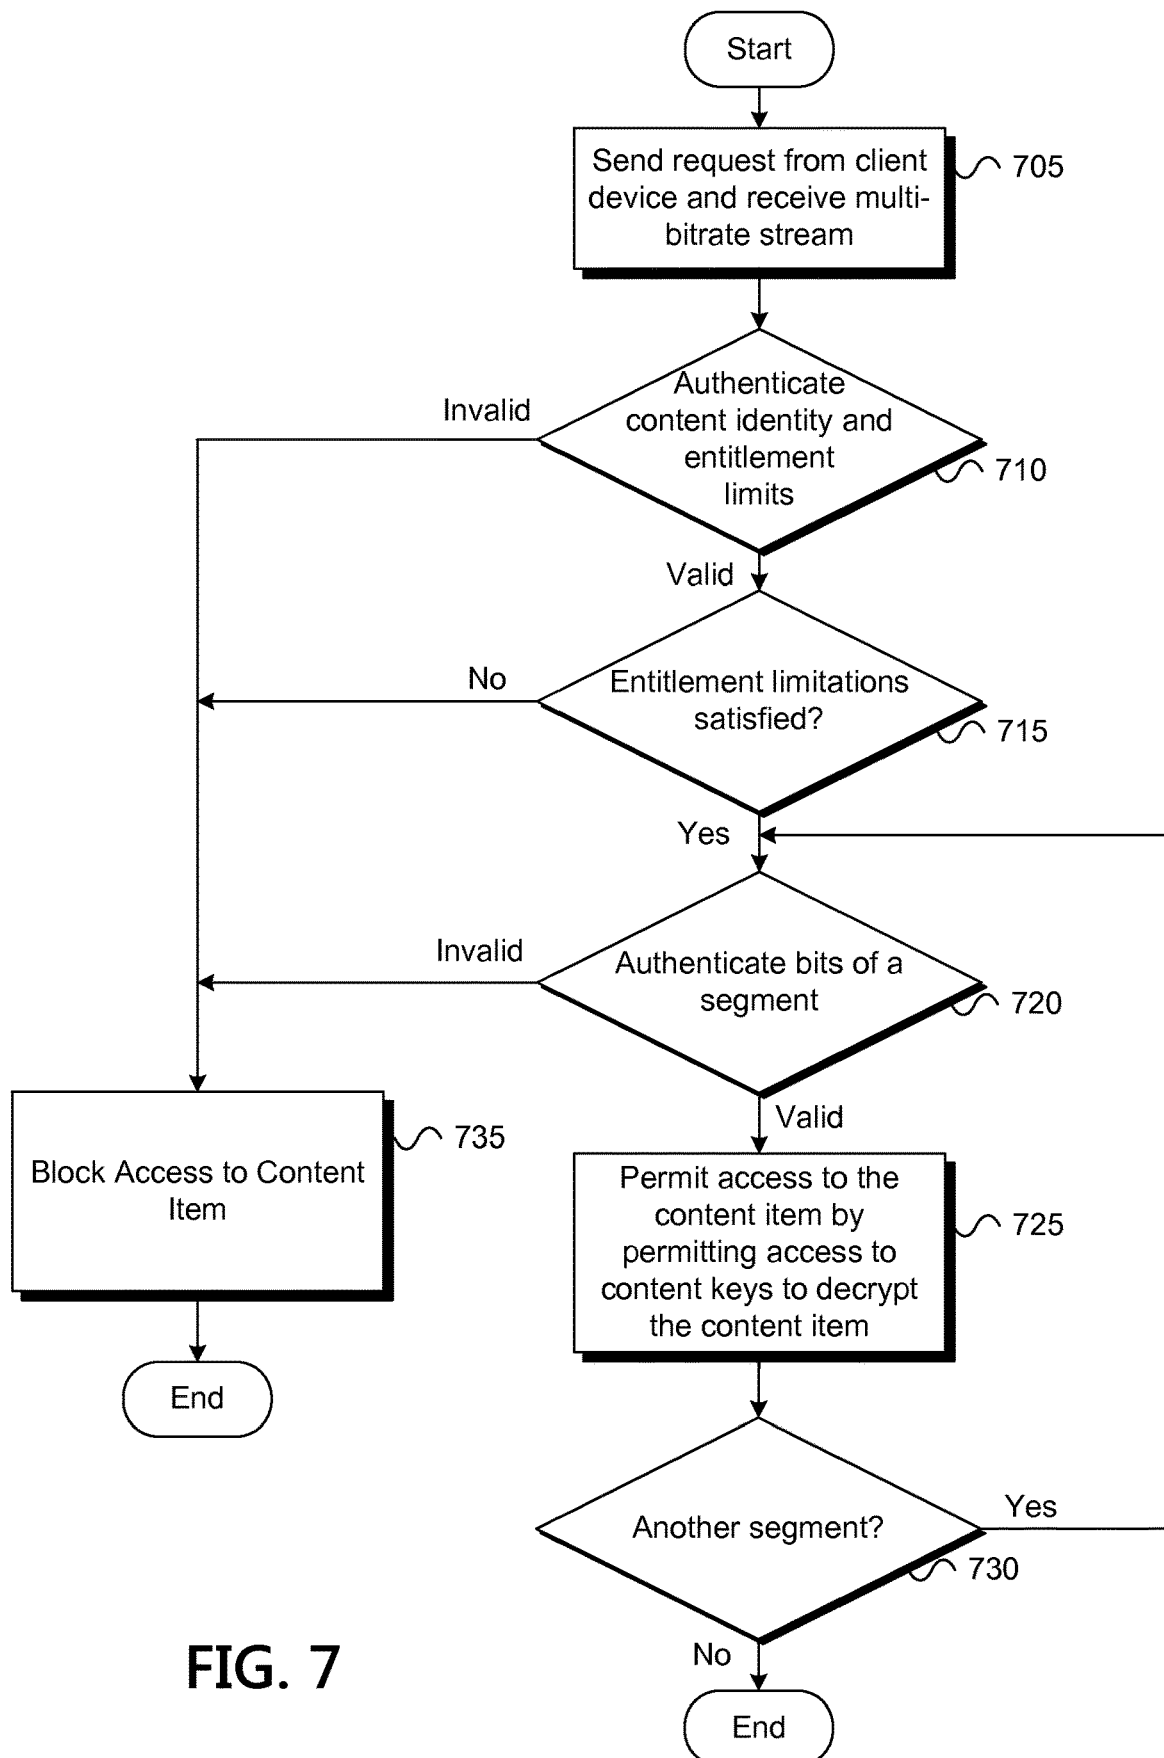 Start
Send request from client
device and receive multi-
bitrate stream
705
Authenticate
content identity and
entitlement
limits
710
Invalid
Valid
Entitlement limitations
satisfied?
715
No
Yes
Authenticate bits of a
segment
720
Invalid
Valid
Block Access to Content
Item
735
End
Permit access to the
content item by
permitting access to
content keys to decrypt
the content item
725
Another segment?
730
Yes
No
End
FIG. 7